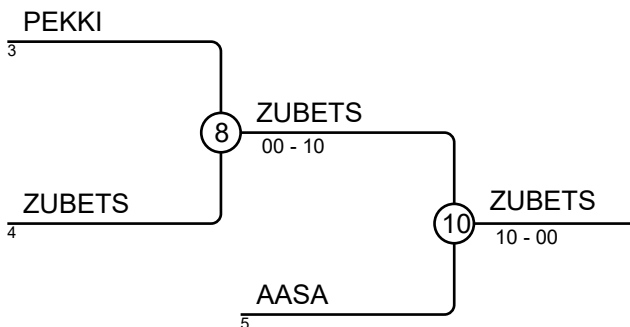 PEKKI
3
8
ZUBETS
00 - 10
ZUBETS
4
10
ZUBETS
10 - 00
AASA
5